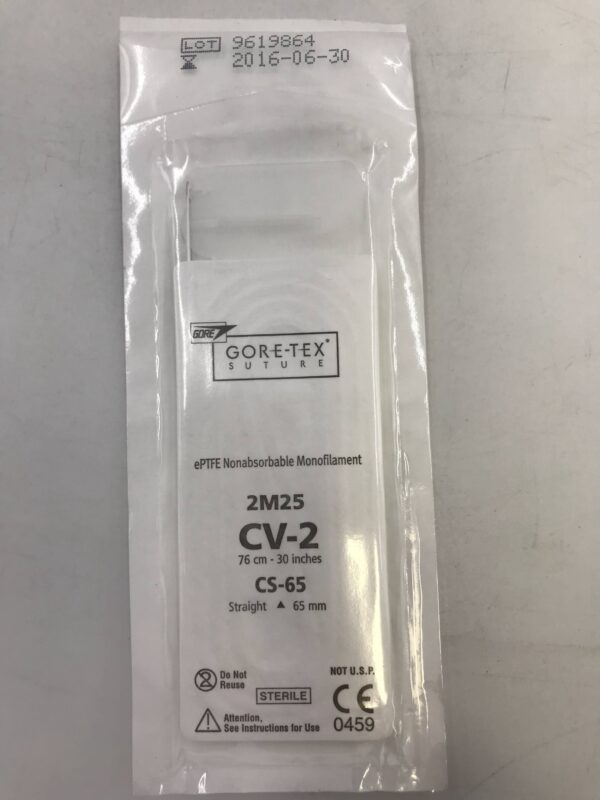 LOT 9619864
2016-06-30
GORE
GORE-TEX®
SUTURE
ePTFE Nonabsorbable Monofilament
2M25
CV-2
76 cm - 30 inches
CS-65
Straight ▲ 65 mm
Do Not
Reuse
NOT U.S.P.
STERILE
CE
0459
Attention,
See Instructions for Use